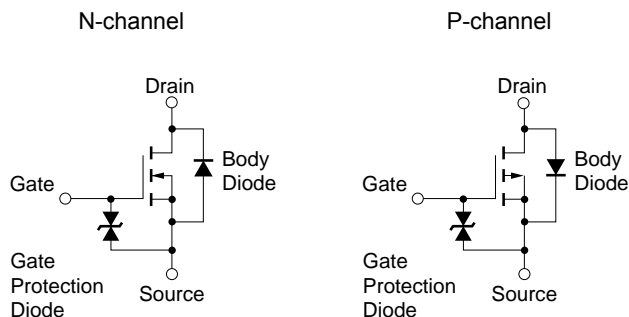 N-channel
Drain
Body
Diode
Gate
Gate
Protection
Diode
Source
P-channel
Drain
Body
Diode
Gate
Gate
Protection
Diode
Source